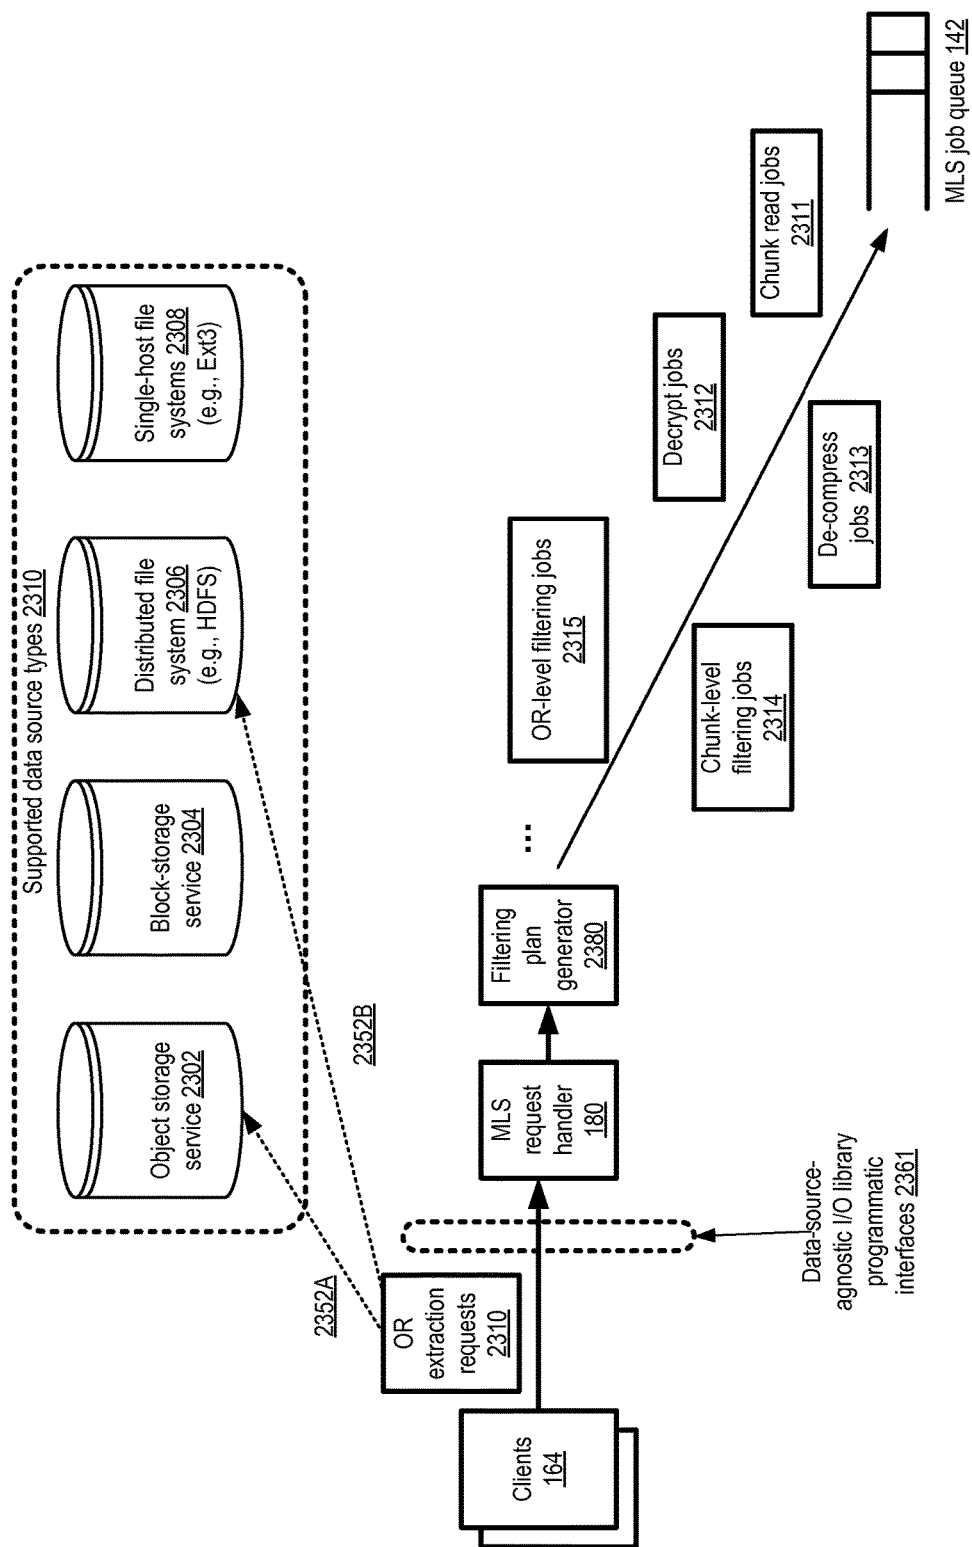 Supported data source types 2310
Object storage
service 2302
Block-storage
service 2304
Distributed file
system 2306
(e.g., HDFS)
Single-host file
systems 2308
(e.g., Ext3)
2352A
2352B
OR
extraction
requests
2310
Clients
164
MLS
request
handler
180
Filtering
plan
generator
2380
...
OR-level filtering jobs
2315
Decrypt jobs
2312
Chunk read jobs
2311
Chunk-level
filtering jobs
2314
De-compress
jobs 2313
MLS job queue 142
Data-source-
agnostic I/O library
programmatic
interfaces 2361